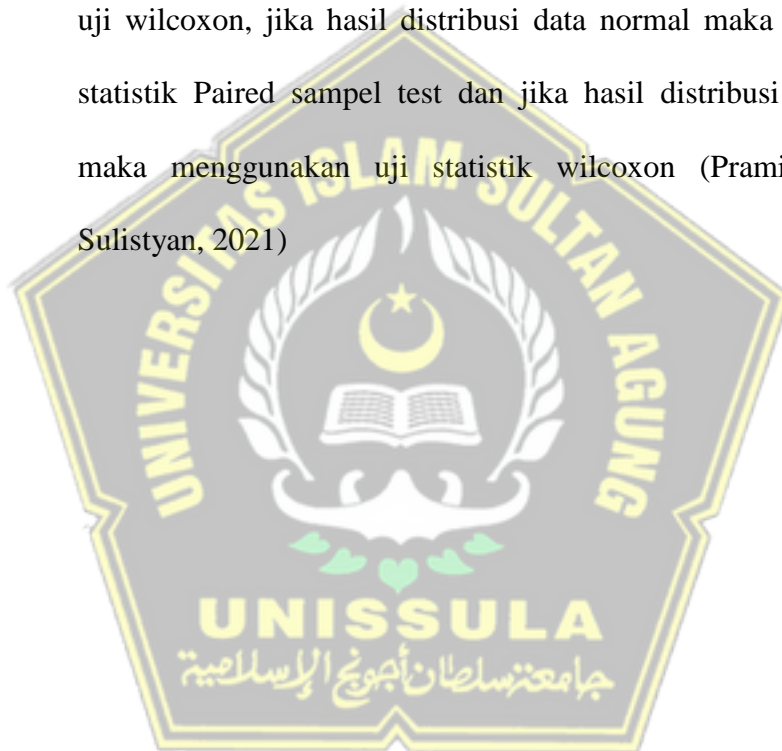 uji wilcoxon, jika hasil distribusi data normal maka
statistik Paired sampel test dan jika hasil distribusi
maka menggunakan uji statistik wilcoxon (Prami
Sulistyan, 2021)
UNIVERSITAS ISLAM SULTAN AGUNG
UNISSULA
جامعة سلطان أجونج الإسلامية